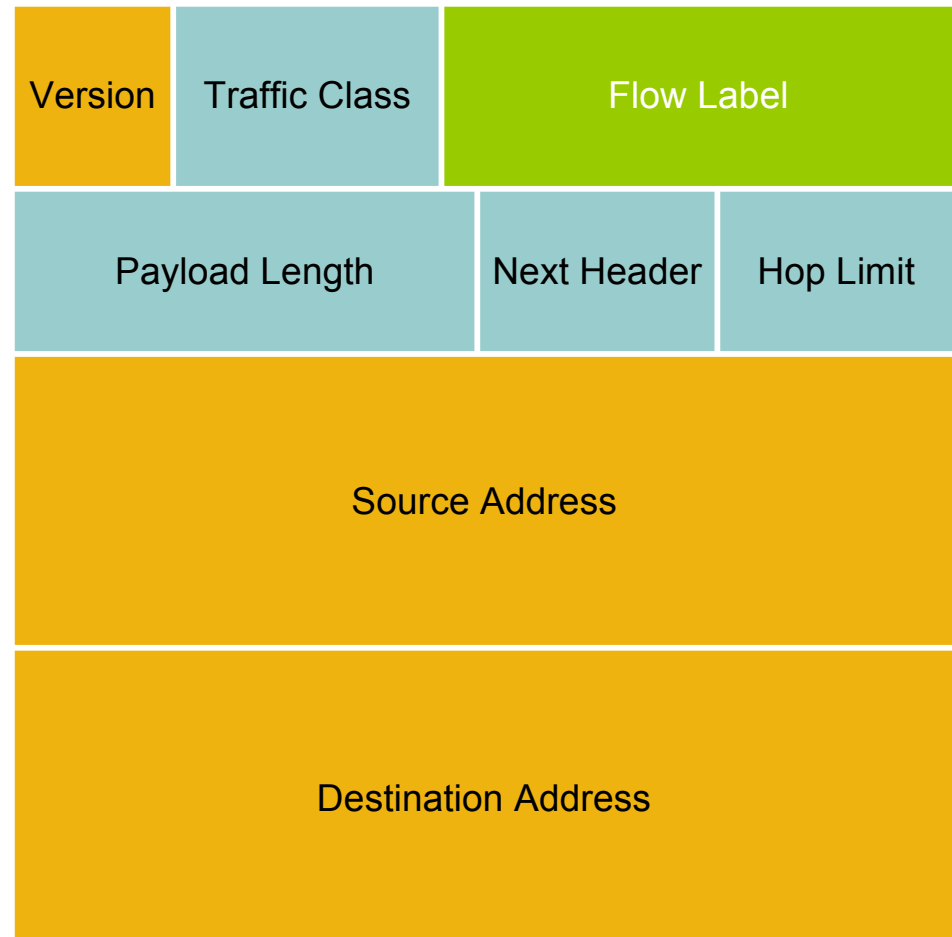 Version
Traffic Class
Flow Label
Payload Length
Next Header
Hop Limit
Source Address
Destination Address